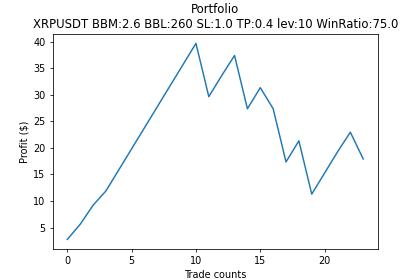 Portfolio
XRPUSDT BBM:2.6 BBL:260 SL:1.0 TP:0.4 lev:10 WinRatio:75.0
40
35
30
25
20
15
10
5
Profit ($)
0 5 10 15 20
Trade counts